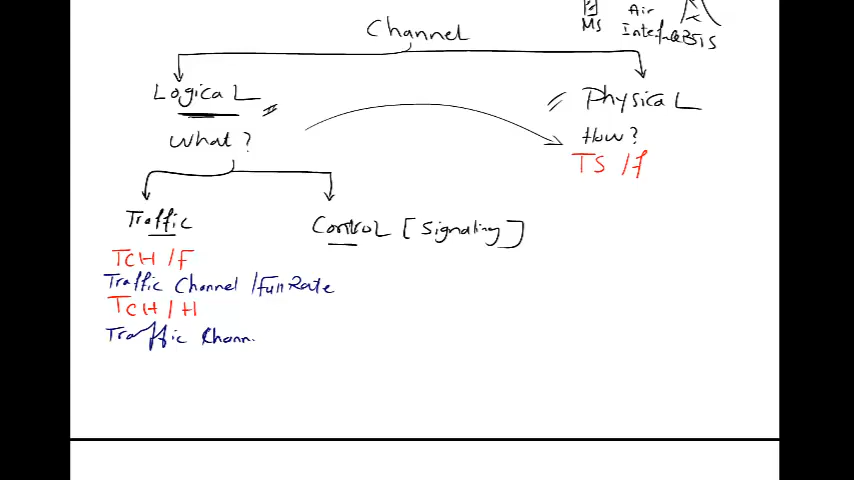 MS
Air
Interface
BTS
Channel
Logical
Physical
What?
How?
TS /f
Traffic
Control [Signaling]
TCH /F
Traffic Channel /Full Rate
TCH /H
Traffic Chann